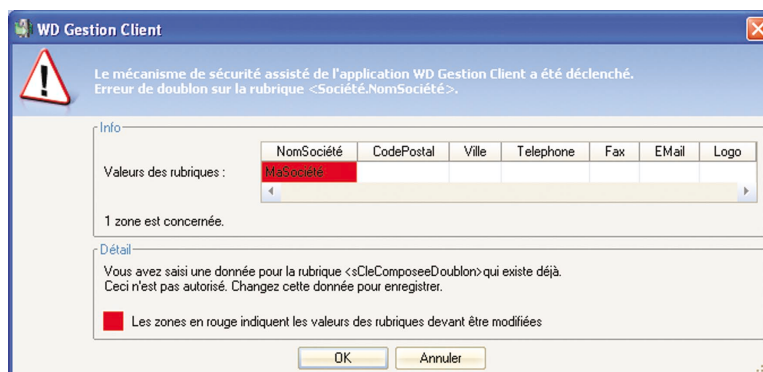 WD Gestion Client
Le mécanisme de sécurité assisté de l'application WD Gestion Client a été déclenché.
Erreur de doublon sur la rubrique <Société.NomSociété>.
Info
NomSociété CodePostal Ville Telephone Fax EMail Logo
Valeurs des rubriques : MaSociété
1 zone est concernée.
Détail
Vous avez saisi une donnée pour la rubrique <sCleComposeeDoublon> qui existe déjà.
Ceci n'est pas autorisé. Changez cette donnée pour enregistrer.
Les zones en rouge indiquent les valeurs des rubriques devant être modifiées
OK Annuler